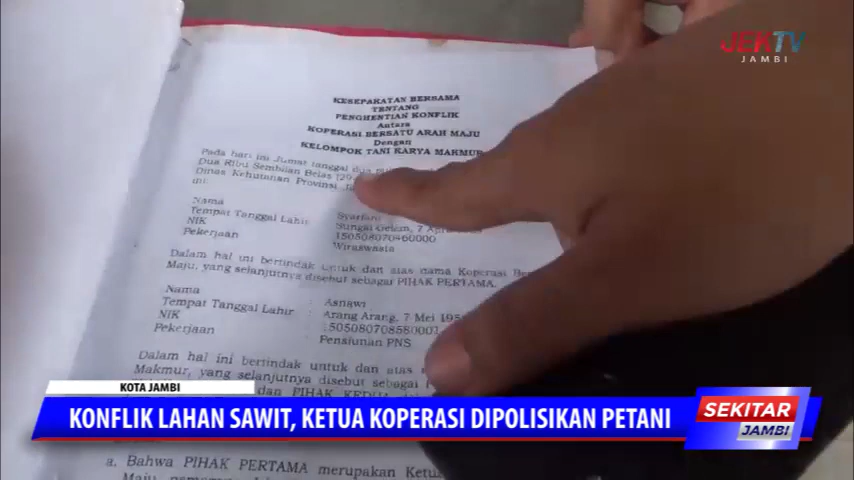 JEKTV
JAMBI
KESEPAKATAN BERSAMA
TENTANG
PENGHENTIAN KONFLIK
Antara
KOPERASI BERSATU ARAH MAJU
Dengan
KELOMPOK TANI KARYA MAKMUR
Pada hari ini Jumat tanggal dua
Dua Ribu Sembilan Belas (29
Dinas Kehutanan Provinsi
ini:
Nama
Syarfani
Tempat Tanggal Lahir
Sungai Gelam, 7
NIK
150508070460000
Pekerjaan
Wiraswasta
Dalam hal ini bertindak untuk dan atas nama Koperasi
Maju, yang selanjutnya disebut sebagai PIHAK PERTAMA.
Nama : Asnawi
Tempat Tanggal Lahir : Arang Arang, 7 Mei 195
NIK
Pekerjaan Pensiunan PNS
Dalam hal ini bertindak untuk dan atas
Makmur, yang selanjutnya disebut sebagai
dan PIHAK KEDUA
KOTA JAMBI
KONFLIK LAHAN SAWIT, KETUA KOPERASI DIPOLISIKAN PETANI
SEKITAR
JAMBI
a. Bahwa PIHAK PERTAMA merupakan Ketua